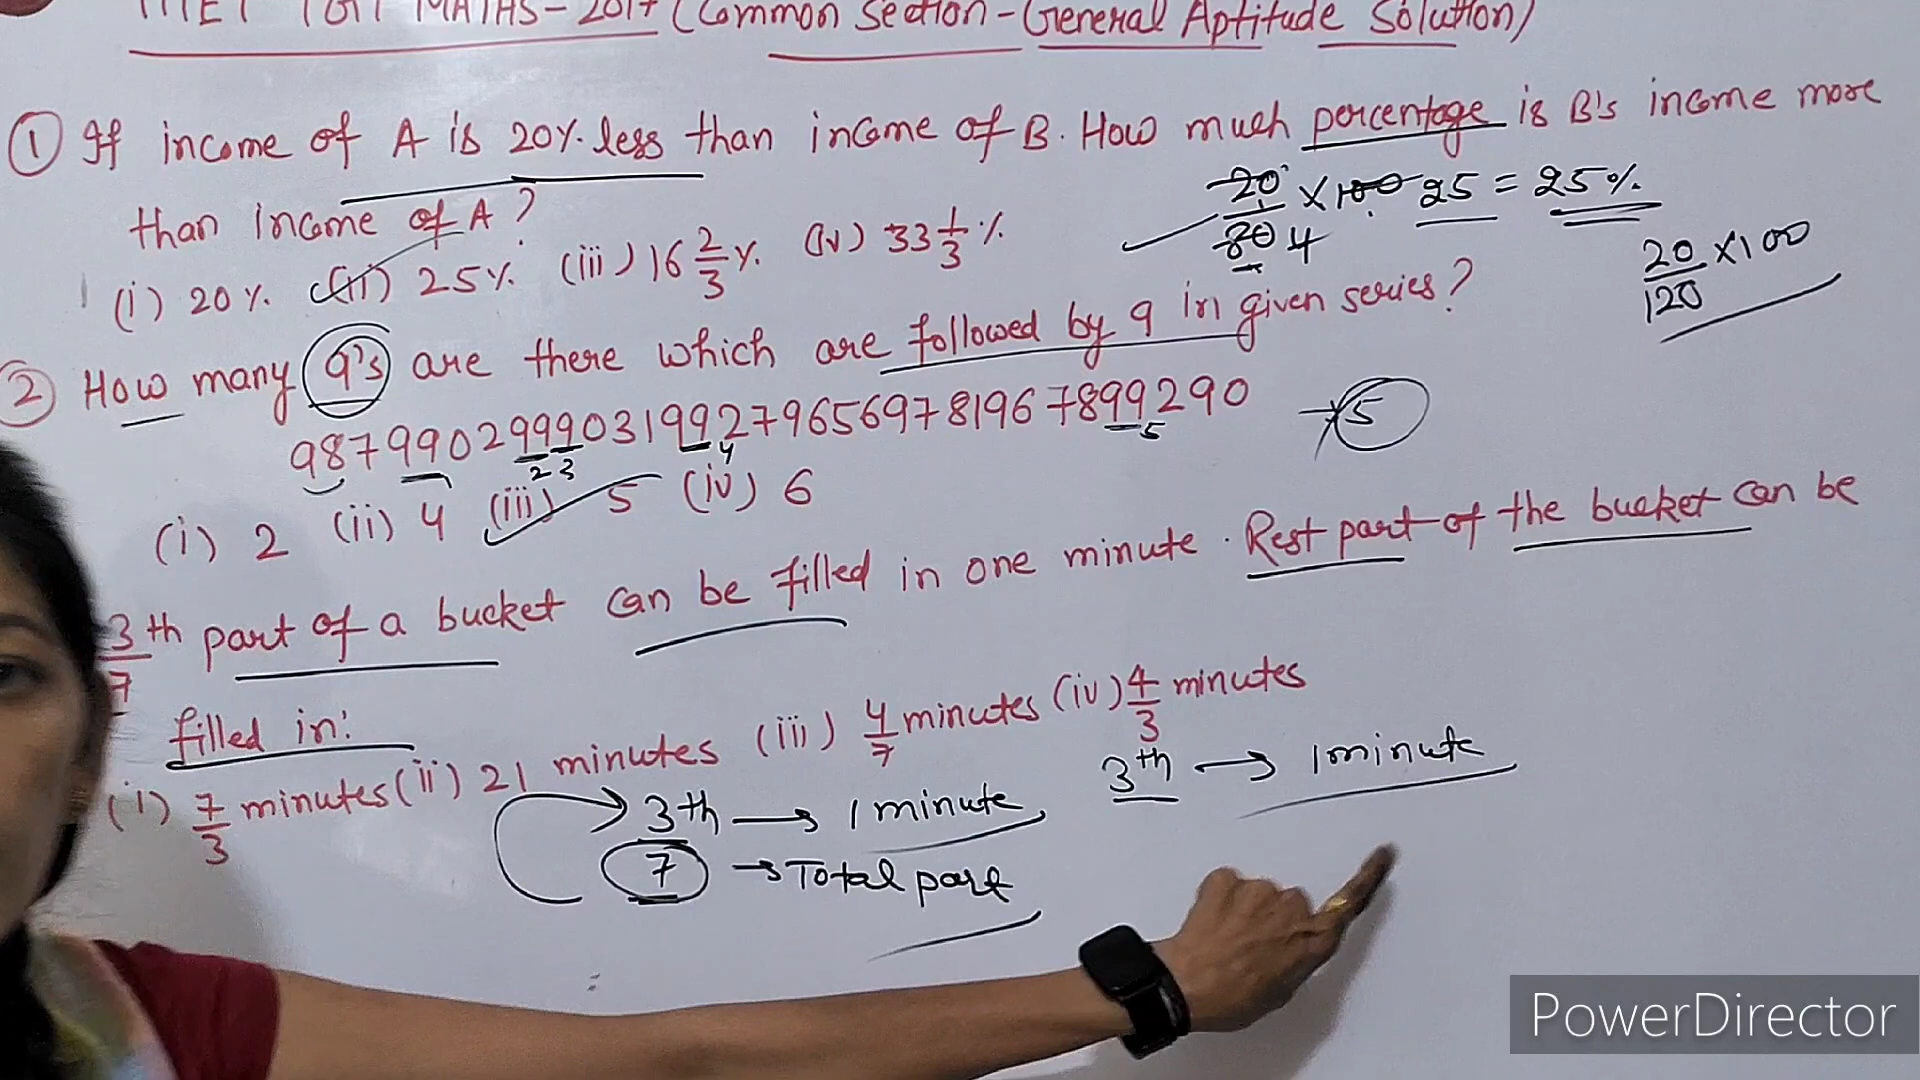 TGT MATHS-2017 (Common Section-General Aptitude Solution)
① If income of A is 20%. less than income of B. How much percentage is B's income more
than income of A?
20/80 × 100 25 = 25%.
4
20/120 × 100
(i) 20%. (ii) 25%. (iii) 16 2/3 %. (iv) 33 1/3 %.
② How many 9's are there which are followed by 9 in given series?
9879902999031992796569781967899290 → 5
2 3 4 5
(i) 2 (ii) 4 (iii) 5 (iv) 6
3/7 th part of a bucket can be filled in one minute. Rest part of the bucket can be
filled in:
(i) 7/3 minutes (ii) 21 minutes (iii) 4/7 minutes (iv) 4/3 minutes
3th → 1 minute
7 → Total part
3th → 1 minute
PowerDirector